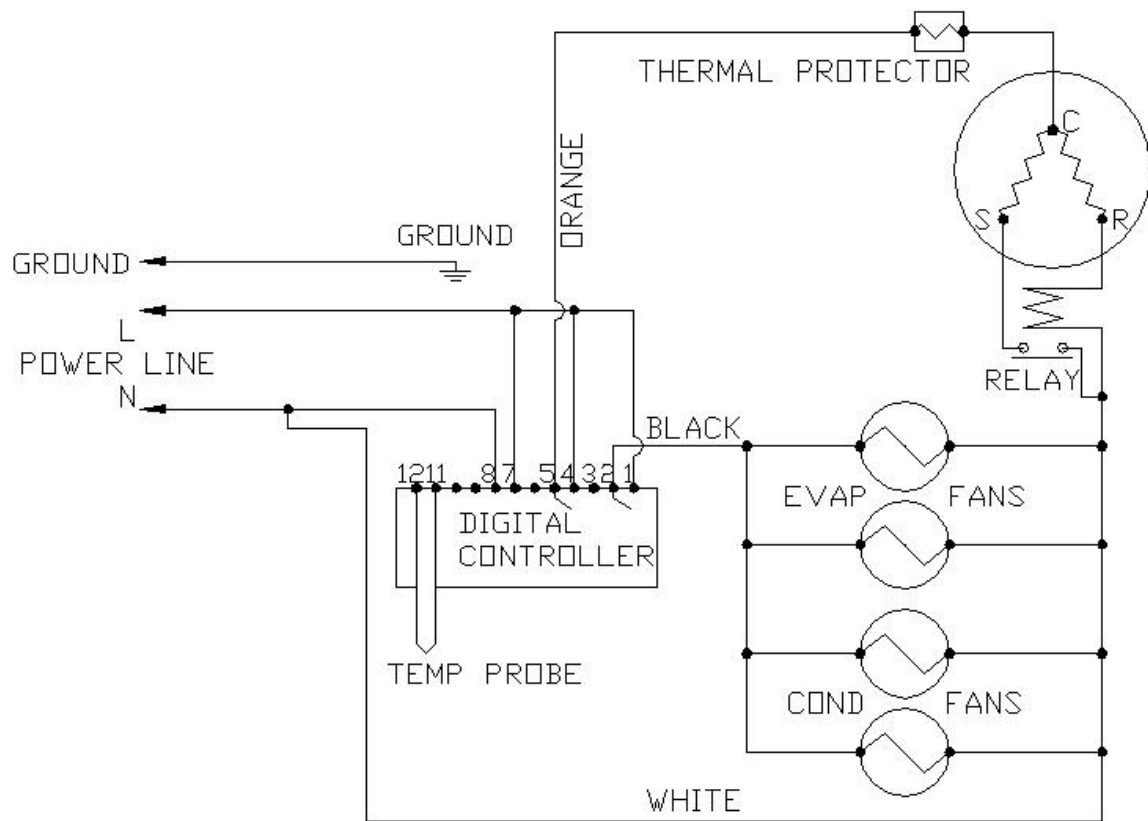 THERMAL PROTECTOR
C
S
R
ORANGE
GROUND
GROUND
L
POWER LINE
N
RELAY
BLACK
12 11 8 7 5 4 3 2 1
EVAP FANS
DIGITAL
CONTROLLER
TEMP PROBE
COND FANS
WHITE